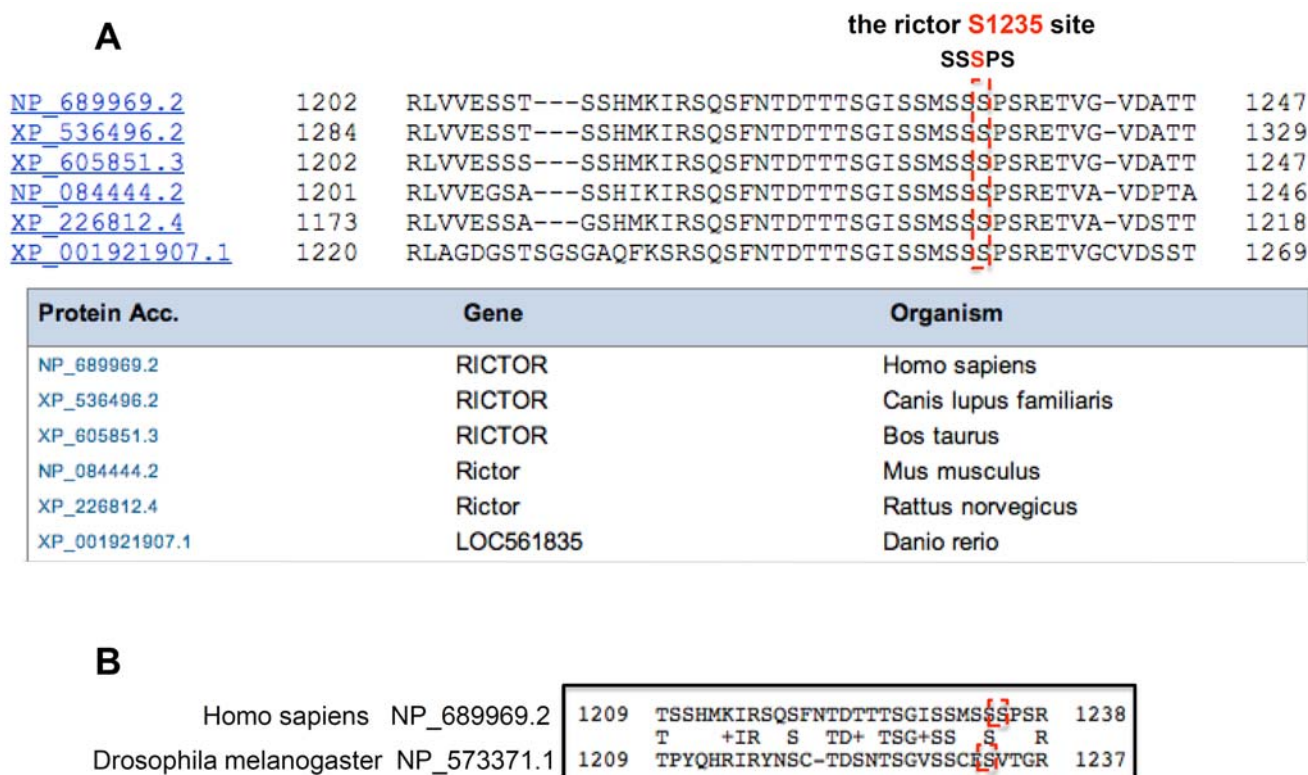 A
the rictor S1235 site
SSSPS
NP_689969.2 1202 RLVVESST---SSHMKIRSQSFNTDTTTSGISSMSSSPSRETVG-VDATT 1247
XP_536496.2 1284 RLVVESST---SSHMKIRSQSFNTDTTTSGISSMSSSPSRETVG-VDATT 1329
XP_605851.3 1202 RLVVESSS---SSHMKIRSQSFNTDTTTSGISSMSSSPSRETVG-VDATT 1247
NP_084444.2 1201 RLVVEGSA---SSHIKIRSQSFNTDTTTSGISSMSSSPSRETVA-VDPTA 1246
XP_226812.4 1173 RLVVESSA---GSHMKIRSQSFNTDTTTSGISSMSSSPSRETVA-VDSTT 1218
XP_001921907.1 1220 RLAGDGSTSGSGAQFKSRSQSFNTDTTTSGISSMSSSPSRETVGCVDSST 1269
Protein Acc. Gene Organism
NP_689969.2 RICTOR Homo sapiens
XP_536496.2 RICTOR Canis lupus familiaris
XP_605851.3 RICTOR Bos taurus
NP_084444.2 Rictor Mus musculus
XP_226812.4 Rictor Rattus norvegicus
XP_001921907.1 LOC561835 Danio rerio
B
Homo sapiens NP_689969.2 1209 TSSHMKIRSQSFNTDTTTSGISSMSSSPSR 1238
T +IR S TD+ TSG+SS S R
Drosophila melanogaster NP_573371.1 1209 TPYQHRIRYNSC-TDSNTSGVSSCESVTGR 1237